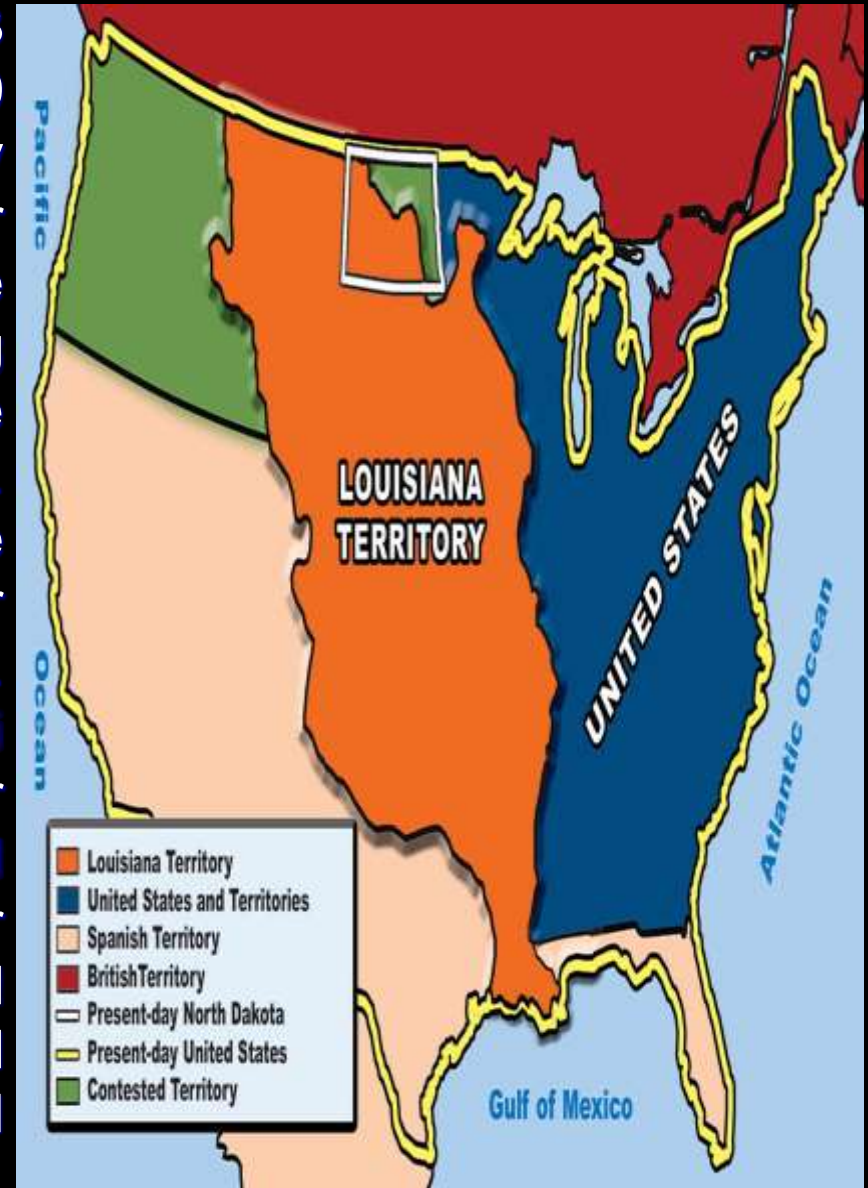 Pacific
LOUISIANA
TERRITORY
UNITED STATES
Ocean
Atlantic Ocean
Louisiana Territory
United States and Territories
Spanish Territory
BritishTerritory
Present-day North Dakota
Present-day United States
Contested Territory
Gulf of Mexico